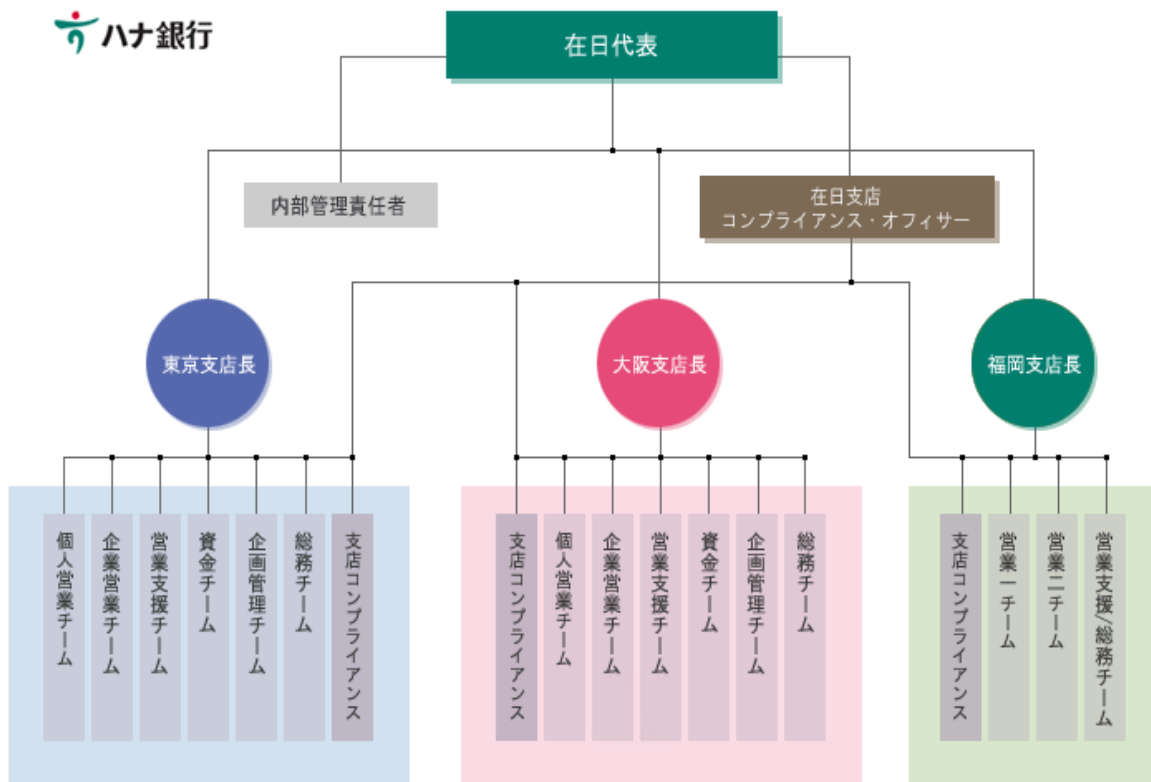 ハナ銀行
在日代表
内部管理責任者
在日支店
コンプライアンス・オフィサー
東京支店長
大阪支店長
福岡支店長
個人営業チーム
企業営業チーム
営業支援チーム
資金チーム
企画管理チーム
総務チーム
支店コンプライアンス
支店コンプライアンス
個人営業チーム
企業営業チーム
営業支援チーム
資金チーム
企画管理チーム
総務チーム
支店コンプライアンス
営業一チーム
営業二チーム
営業支援/総務チーム